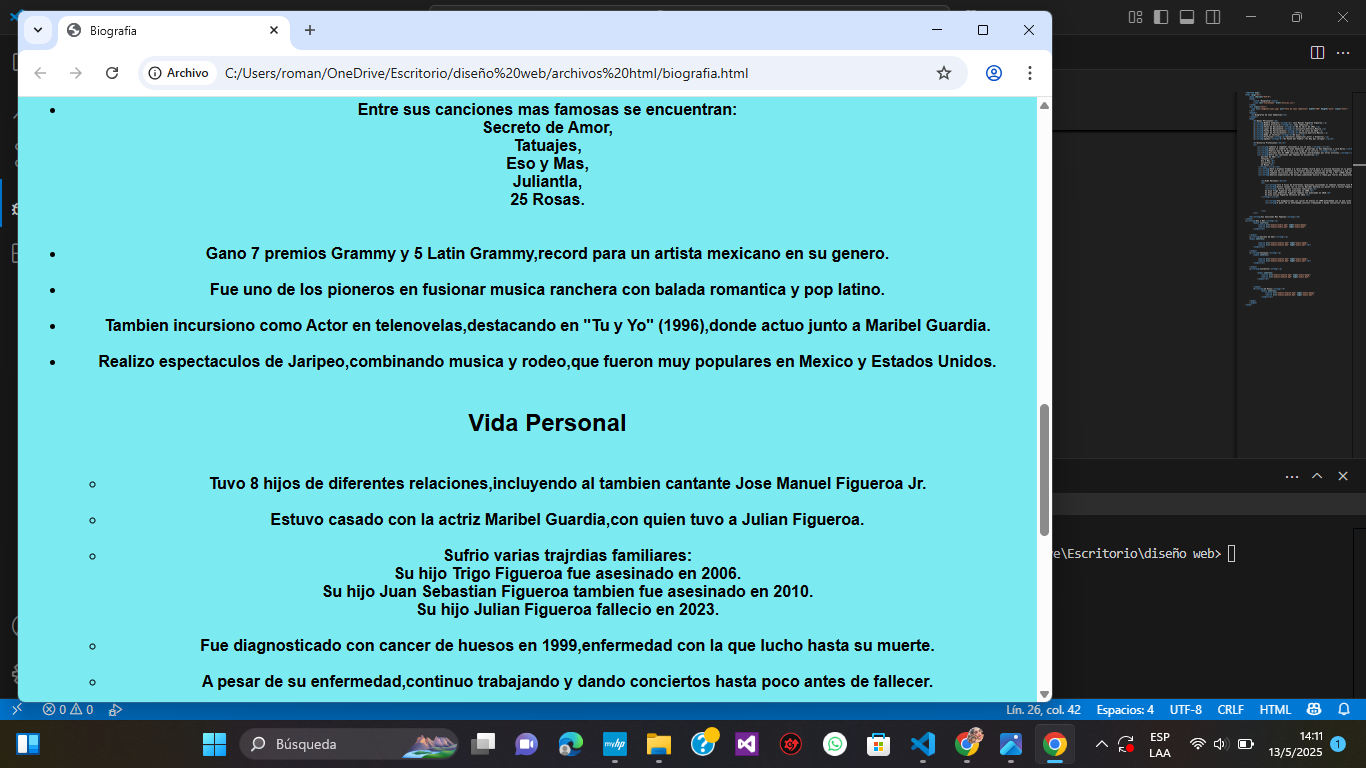 Biografia
Archivo
C:/Users/roman/OneDrive/Escritorio/diseño%20web/archivos%20html/biografia.html
Entre sus canciones mas famosas se encuentran:
Secreto de Amor,
Tatuajes,
Eso y Mas,
Juliantla,
25 Rosas.
Gano 7 premios Grammy y 5 Latin Grammy,record para un artista mexicano en su genero.
Fue uno de los pioneros en fusionar musica ranchera con balada romantica y pop latino.
Tambien incursiono como Actor en telenovelas,destacando en "Tu y Yo" (1996),donde actuo junto a Maribel Guardia.
Realizo espectaculos de Jaripeo,combinando musica y rodeo,que fueron muy populares en Mexico y Estados Unidos.
Vida Personal
Tuvo 8 hijos de diferentes relaciones,incluyendo al tambien cantante Jose Manuel Figueroa Jr.
Estuvo casado con la actriz Maribel Guardia,con quien tuvo a Julian Figueroa.
Sufrio varias trajrdias familiares:
Su hijo Trigo Figueroa fue asesinado en 2006.
Su hijo Juan Sebastian Figueroa tambien fue asesinado en 2010.
Su hijo Julian Figueroa fallecio en 2023.
Fue diagnosticado con cancer de huesos en 1999,enfermedad con la que lucho hasta su muerte.
A pesar de su enfermedad,continuo trabajando y dando conciertos hasta poco antes de fallecer.
ve\Escritorio\diseño web>
0 0
Lín. 26, col. 42 Espacios: 4 UTF-8 CRLF HTML
Búsqueda
myhp
ESP
LAA
14:11
13/5/2025
1